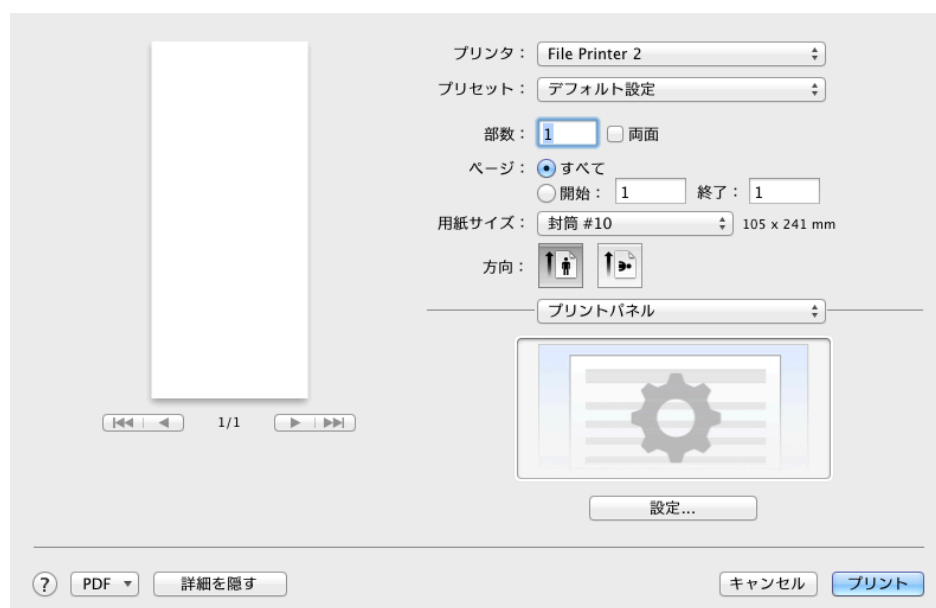 プリンタ： File Printer 2
プリセット： デフォルト設定
部数： 1 両面
ページ： すべて
開始： 1 終了： 1
用紙サイズ： 封筒 #10 105 x 241 mm
方向：
プリントパネル
1/1
設定...
? PDF 詳細を隠す キャンセル プリント